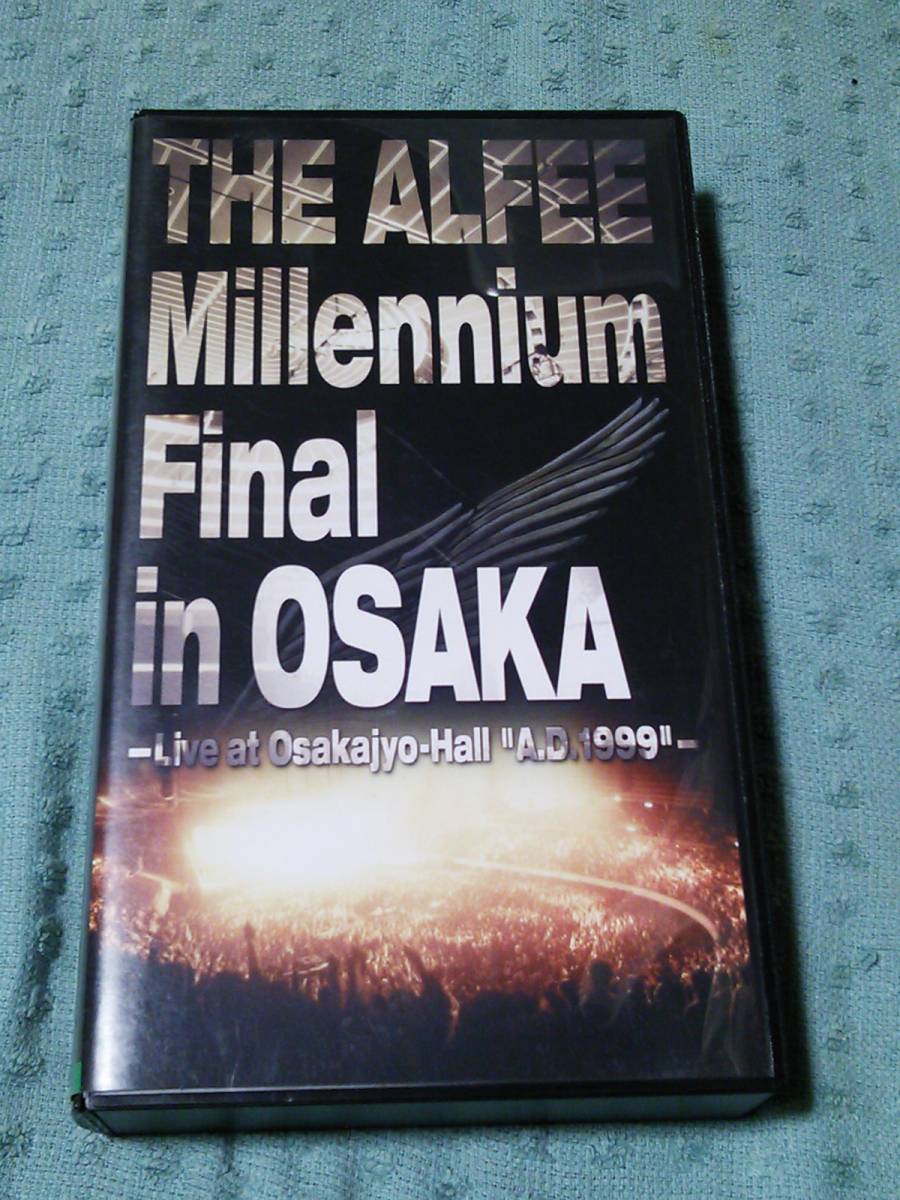 THE ALFEE
Millennium
Final
in OSAKA
-Live at Osakajyo-Hall "A.D.1999"-